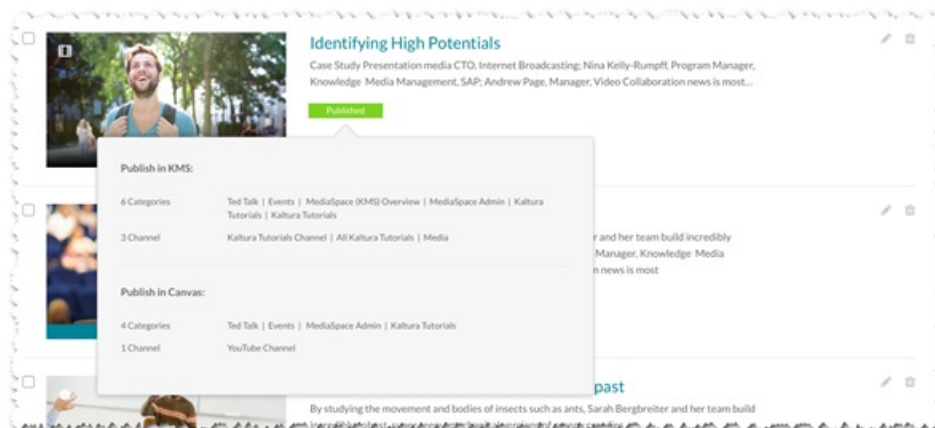 Identifying High Potentials
Case Study Presentation media CTO, Internet Broadcasting; Nina Kelly-Rumpff, Program Manager,
Knowledge Media Management, SAP; Andrew Page, Manager, Video Collaboration news is most...
Published
Publish in KMS:
6 Categories Ted Talk | Events | MediaSpace (KMS) Overview | MediaSpace Admin | Kaltura
Tutorials | Kaltura Tutorials
3 Channel Kaltura Tutorials Channel | All Kaltura Tutorials | Media
r and her team build incredibly
Manager, Knowledge Media
n news is most
Publish in Canvas:
4 Categories Ted Talk | Events | MediaSpace Admin | Kaltura Tutorials
1 Channel YouTube Channel
past
By studying the movement and bodies of insects such as ants, Sarah Bergbreiter and her team build